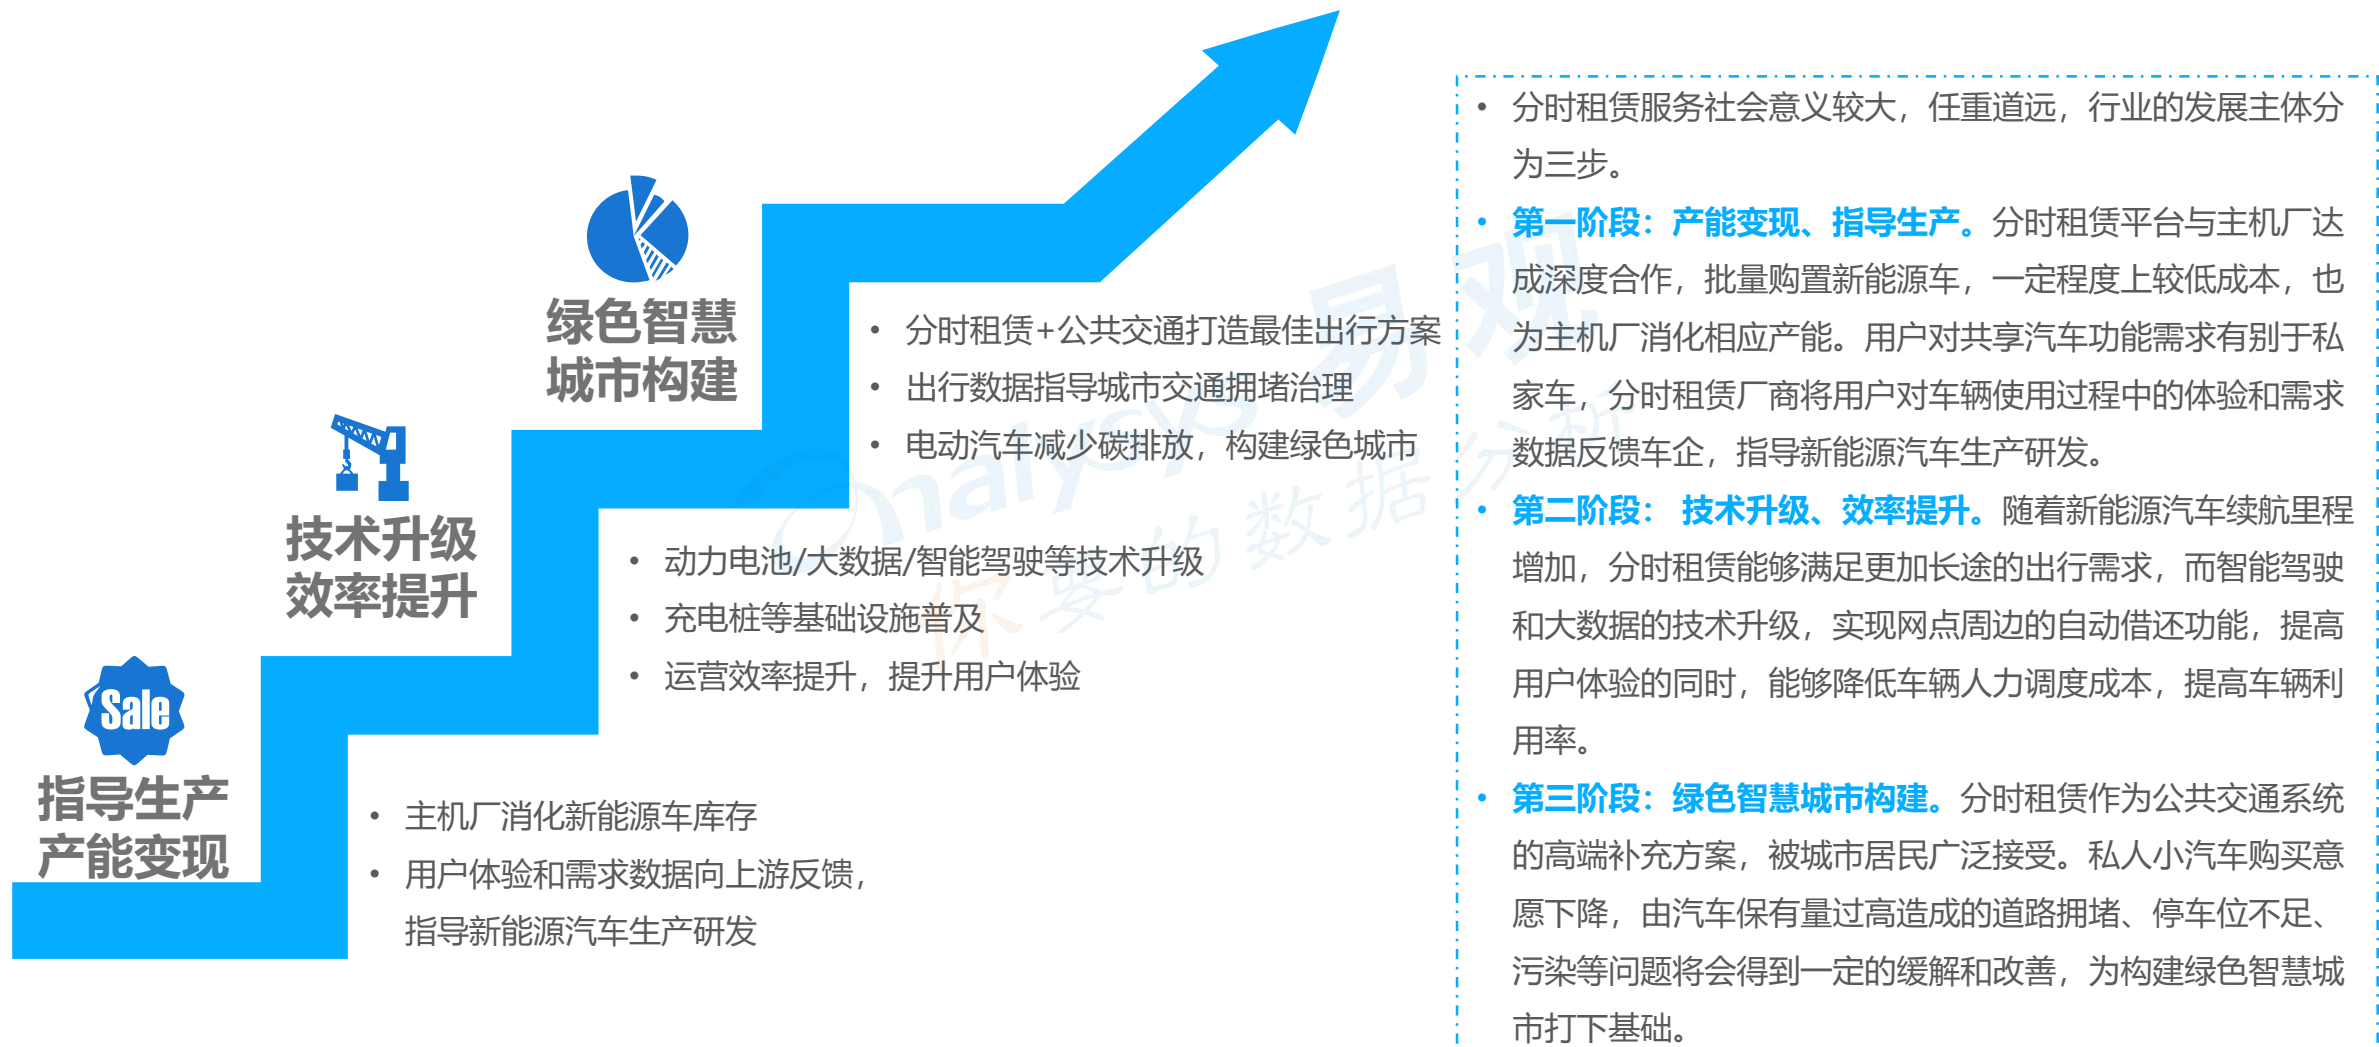 绿色智慧
城市构建
• 分时租赁+公共交通打造最佳出行方案
• 出行数据指导城市交通拥堵治理
• 电动汽车减少碳排放，构建绿色城市
技术升级
效率提升
• 动力电池/大数据/智能驾驶等技术升级
• 充电桩等基础设施普及
• 运营效率提升，提升用户体验
Sale
指导生产
产能变现
• 主机厂消化新能源车库存
• 用户体验和需求数据向上游反馈，
指导新能源汽车生产研发
• 分时租赁服务社会意义较大，任重道远，行业的发展主体分
为三步。
• 第一阶段：产能变现、指导生产。分时租赁平台与主机厂达
成深度合作，批量购置新能源车，一定程度上较低成本，也
为主机厂消化相应产能。用户对共享汽车功能需求有别于私
家车，分时租赁厂商将用户对车辆使用过程中的体验和需求
数据反馈车企，指导新能源汽车生产研发。
• 第二阶段： 技术升级、效率提升。随着新能源汽车续航里程
增加，分时租赁能够满足更加长途的出行需求，而智能驾驶
和大数据的技术升级，实现网点周边的自动借还功能，提高
用户体验的同时，能够降低车辆人力调度成本，提高车辆利
用率。
• 第三阶段：绿色智慧城市构建。分时租赁作为公共交通系统
的高端补充方案，被城市居民广泛接受。私人小汽车购买意
愿下降，由汽车保有量过高造成的道路拥堵、停车位不足、
污染等问题将会得到一定的缓解和改善，为构建绿色智慧城
市打下基础。
analysys 易观
你要的数据分析